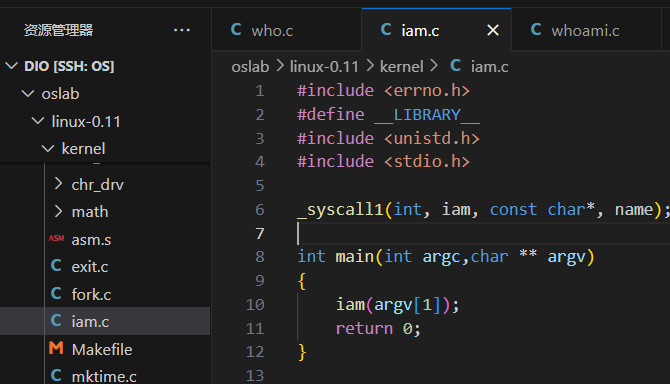 资源管理器 ...
DIO [SSH: OS]
oslab
linux-0.11
kernel
chr_drv
math
ASM asm.s
C exit.c
C fork.c
C iam.c
M Makefile
C mktime.c
C who.c
C iam.c ×
C whoami.c
oslab > linux-0.11 > kernel > C iam.c
1 #include <errno.h>
2 #define __LIBRARY__
3 #include <unistd.h>
4 #include <stdio.h>
5
6 _syscall1(int, iam, const char*, name);
7
8 int main(int argc,char ** argv)
9 {
10     iam(argv[1]);
11     return 0;
12 }
13